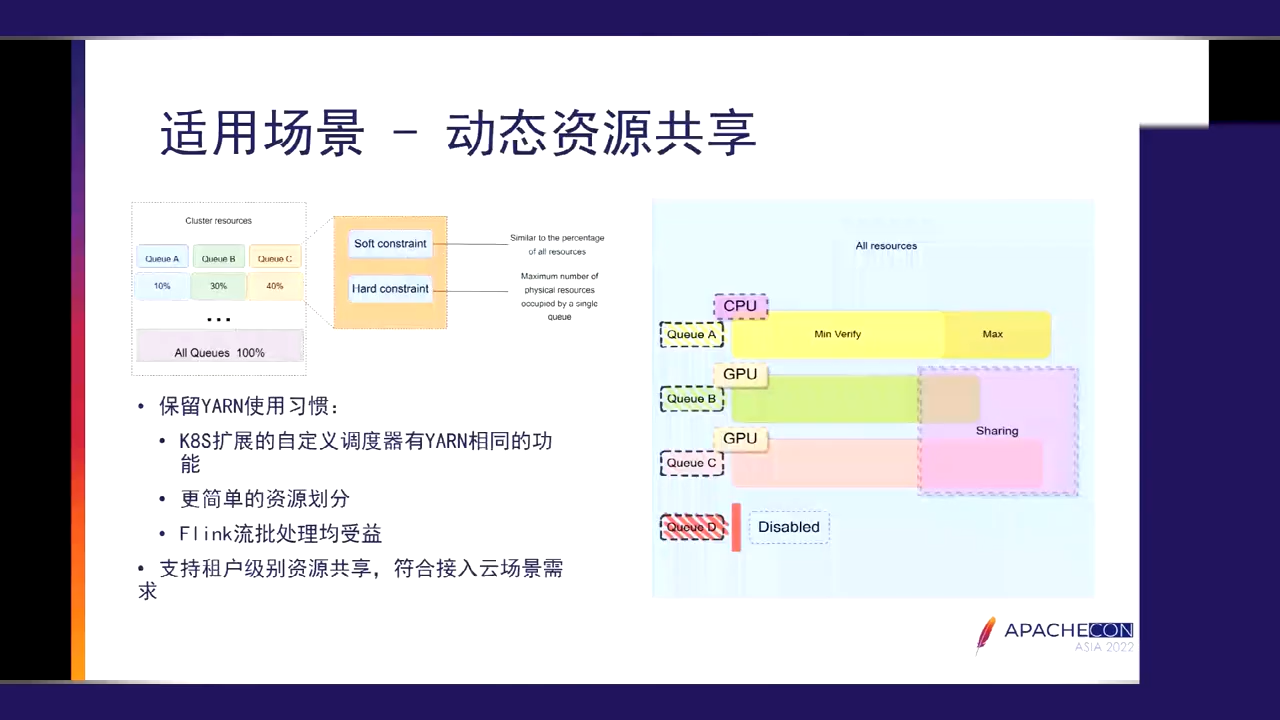 适用场景 - 动态资源共享
Cluster resources
Queue A
Queue B
Queue C
10%
30%
40%
...
All Queues 100%
Soft constraint
Hard constraint
Similar to the percentage
of all resources
Maximum number of
physical resources
occupied by a single
queue
• 保留YARN使用习惯：
• K8S扩展的自定义调度器有YARN相同的功
能
• 更简单的资源划分
• Flink流批处理均受益
• 支持租户级别资源共享，符合接入云场景需
求
All resources
CPU
Queue A
Min Verify
Max
GPU
Queue B
Sharing
GPU
Queue C
Queue D
Disabled
APACHECON
ASIA 2022